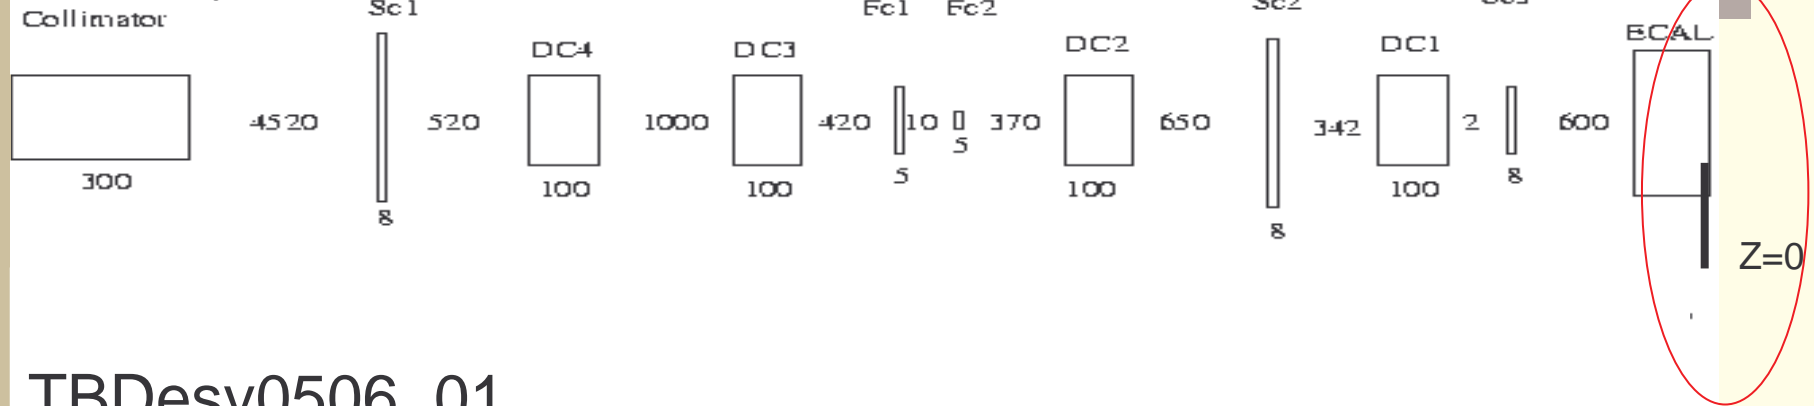 Collimator Sc1 Fc1 Fc2 Sc2
DC4 DC3 DC2 DC1 ECAL
4520 520 1000 420 10 370 650 342 2 600
5
300 100 100 5 100 100 8
8 8
Z=0
TBDesy0506_01